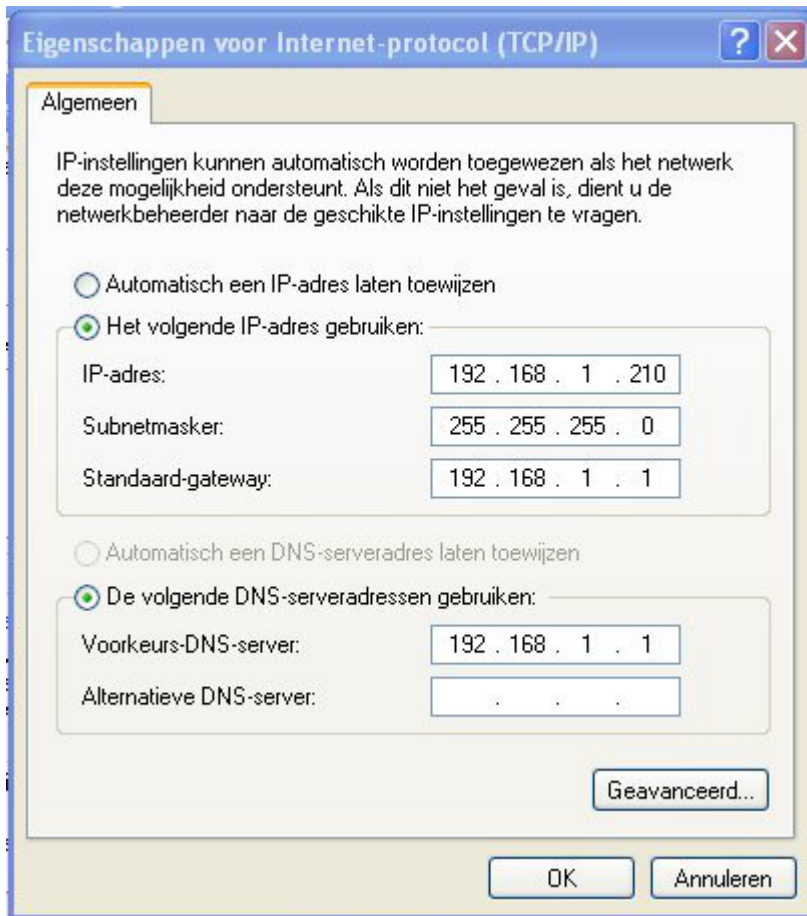 Eigenschappen voor Internet-protocol (TCP/IP)
Algemeen
IP-instellingen kunnen automatisch worden toegewezen als het netwerk
deze mogelijkheid ondersteunt. Als dit niet het geval is, dient u de
netwerkbeheerder naar de geschikte IP-instellingen te vragen.
Automatisch een IP-adres laten toewijzen
Het volgende IP-adres gebruiken:
IP-adres: 192 . 168 . 1 . 210
Subnetmasker: 255 . 255 . 255 . 0
Standaard-gateway: 192 . 168 . 1 . 1
Automatisch een DNS-serveradres laten toewijzen
De volgende DNS-serveradressen gebruiken:
Voorkeurs-DNS-server: 192 . 168 . 1 . 1
Alternatieve DNS-server: . . .
Geavanceerd...
OK Annuleren